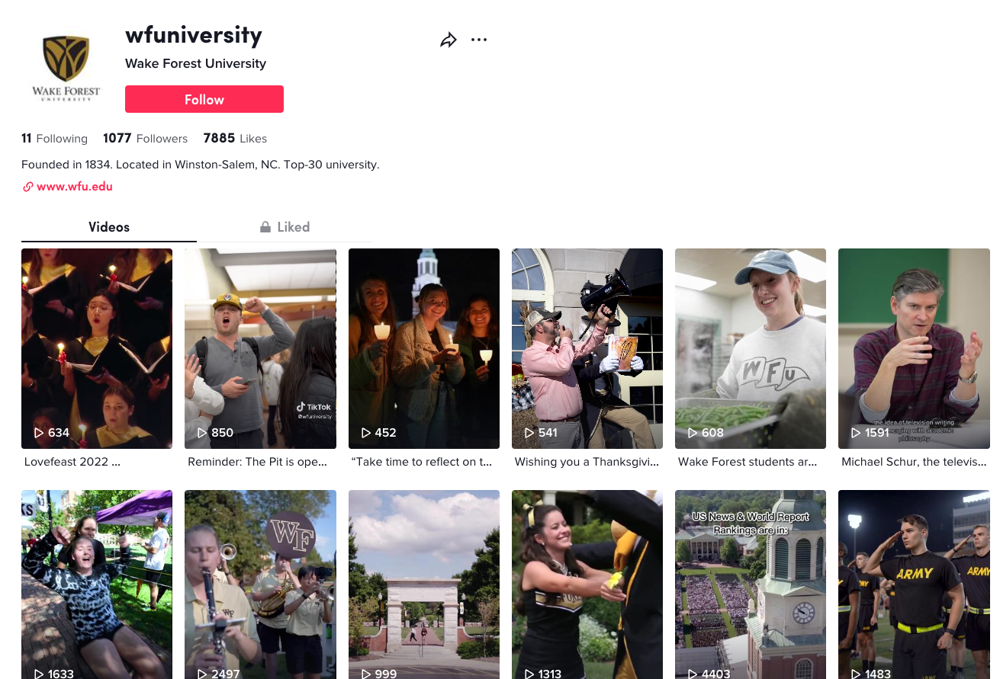 wfuniversity
Wake Forest University
WAKE FOREST
UNIVERSITY
Follow
11 Following 1077 Followers 7885 Likes
Founded in 1834. Located in Winston-Salem, NC. Top-30 university.
www.wfu.edu
Videos
Liked
TikTok
@wfuniversity
WFU
the idea of television writing
merging with academic
philosophy
634
850
452
541
608
1591
Lovefeast 2022 ...
Reminder: The Pit is ope...
“Take time to reflect on t...
Wishing you a Thanksgivi...
Wake Forest students ar...
Michael Schur, the televis...
KS
WF
WF
US News & World Report
Rankings are in:
ARMY
ARMY
ARMY
1633
2497
999
1313
4403
1483